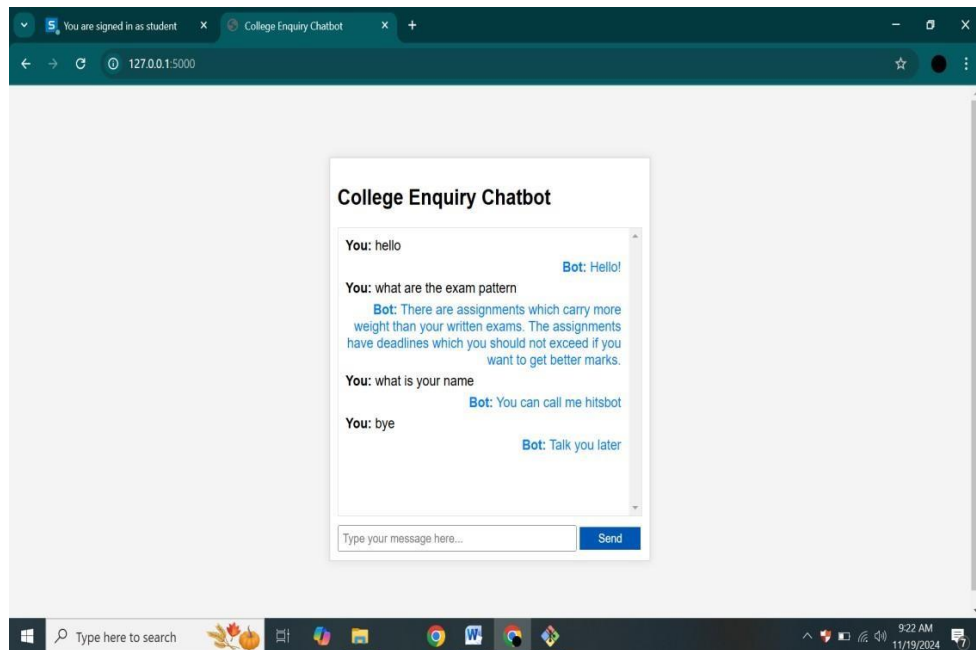 You are signed in as student
College Enquiry Chatbot
127.0.0.1:5000
College Enquiry Chatbot
You: hello
Bot: Hello!
You: what are the exam pattern
Bot: There are assignments which carry more
weight than your written exams. The assignments
have deadlines which you should not exceed if you
want to get better marks.
You: what is your name
Bot: You can call me hitsbot
You: bye
Bot: Talk you later
Type your message here...
Send
Type here to search
9:22 AM
11/19/2024
7